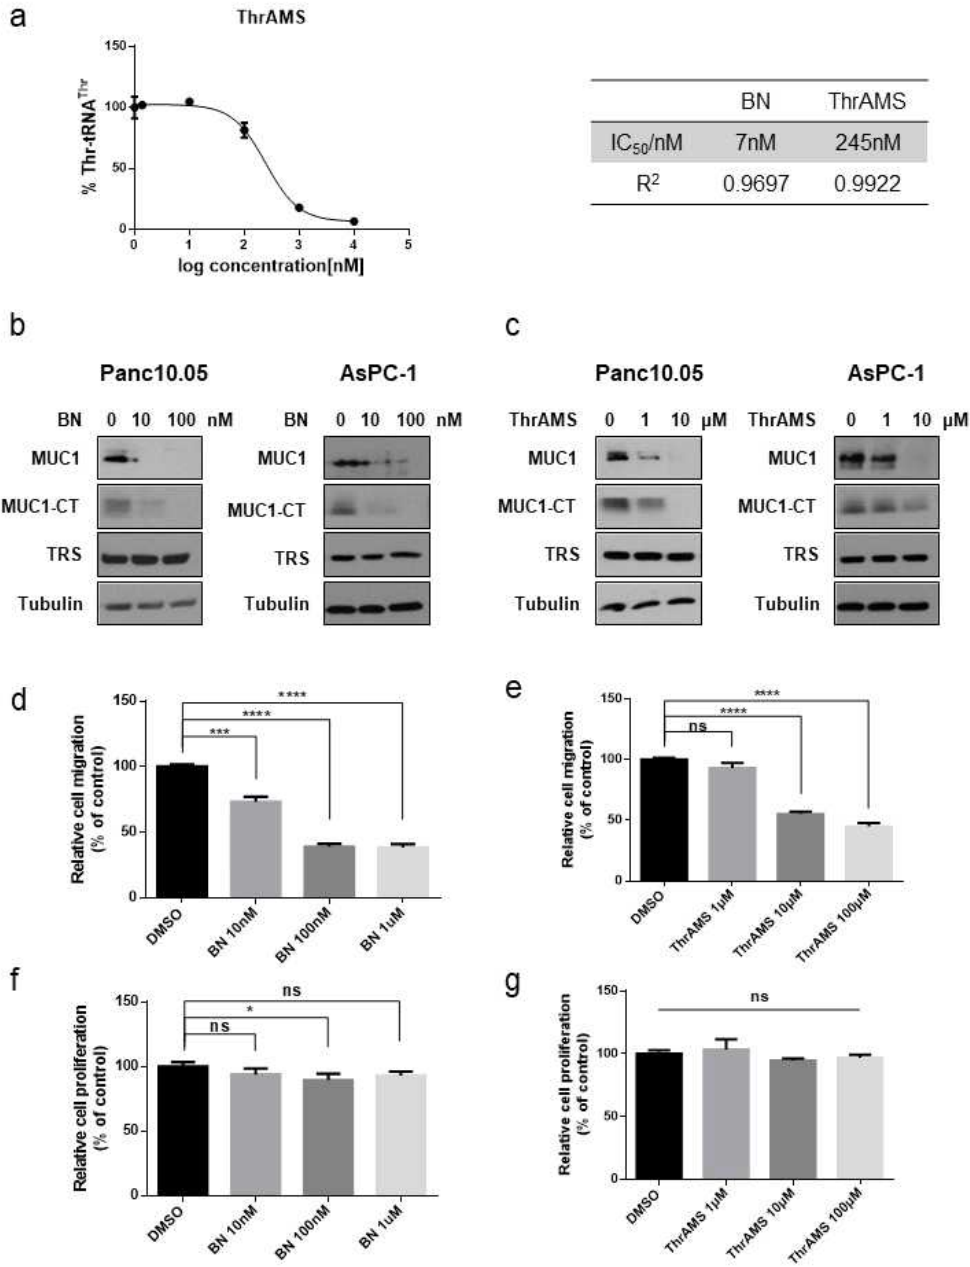 a
ThrAMS
150
100
50
0
% Thr-tRNA^Thr
0 1 2 3 4 5
log concentration[nM]
BN ThrAMS
IC50/nM 7nM 245nM
R2 0.9697 0.9922
b
Panc10.05 AsPC-1
BN 0 10 100 nM BN 0 10 100 nM
MUC1 MUC1
MUC1-CT MUC1-CT
TRS TRS
Tubulin Tubulin
c
Panc10.05 AsPC-1
ThrAMS 0 1 10 μM ThrAMS 0 1 10 μM
MUC1 MUC1
MUC1-CT MUC1-CT
TRS TRS
Tubulin Tubulin
d
Relative cell migration
(% of control)
150
100
50
0
****
****
***
DMSO
BN 10nM
BN 100nM
BN 1uM
e
Relative cell migration
(% of control)
150
100
50
0
****
****
ns
DMSO
ThrAMS 1μM
ThrAMS 10μM
ThrAMS 100μM
f
Relative cell proliferation
(% of control)
150
100
50
0
ns
*
ns
DMSO
BN 10nM
BN 100nM
BN 1uM
g
Relative cell proliferation
(% of control)
150
100
50
0
ns
DMSO
ThrAMS 1μM
ThrAMS 10μM
ThrAMS 100μM